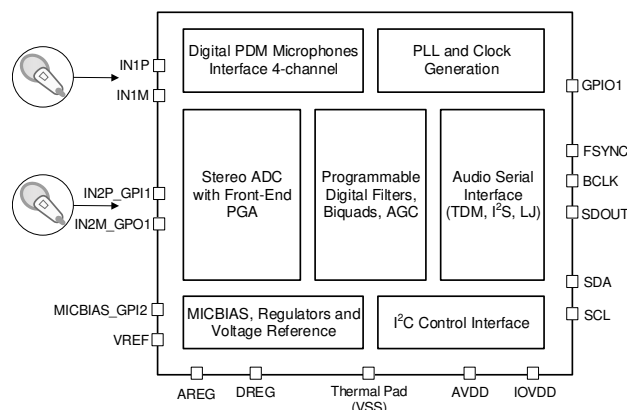 Digital PDM Microphones
Interface 4-channel
PLL and Clock
Generation
IN1P
IN1M
GPIO1
Stereo ADC
with Front-End
PGA
Programmable
Digital Filters,
Biquads, AGC
Audio Serial
Interface
(TDM, I²S, LJ)
FSYNC
BCLK
SDOUT
IN2P_GPI1
IN2M_GPO1
SDA
SCL
MICBIAS_GPI2
VREF
MICBIAS, Regulators and
Voltage Reference
I²C Control Interface
AREG
DREG
Thermal Pad
(VSS)
AVDD
IOVDD